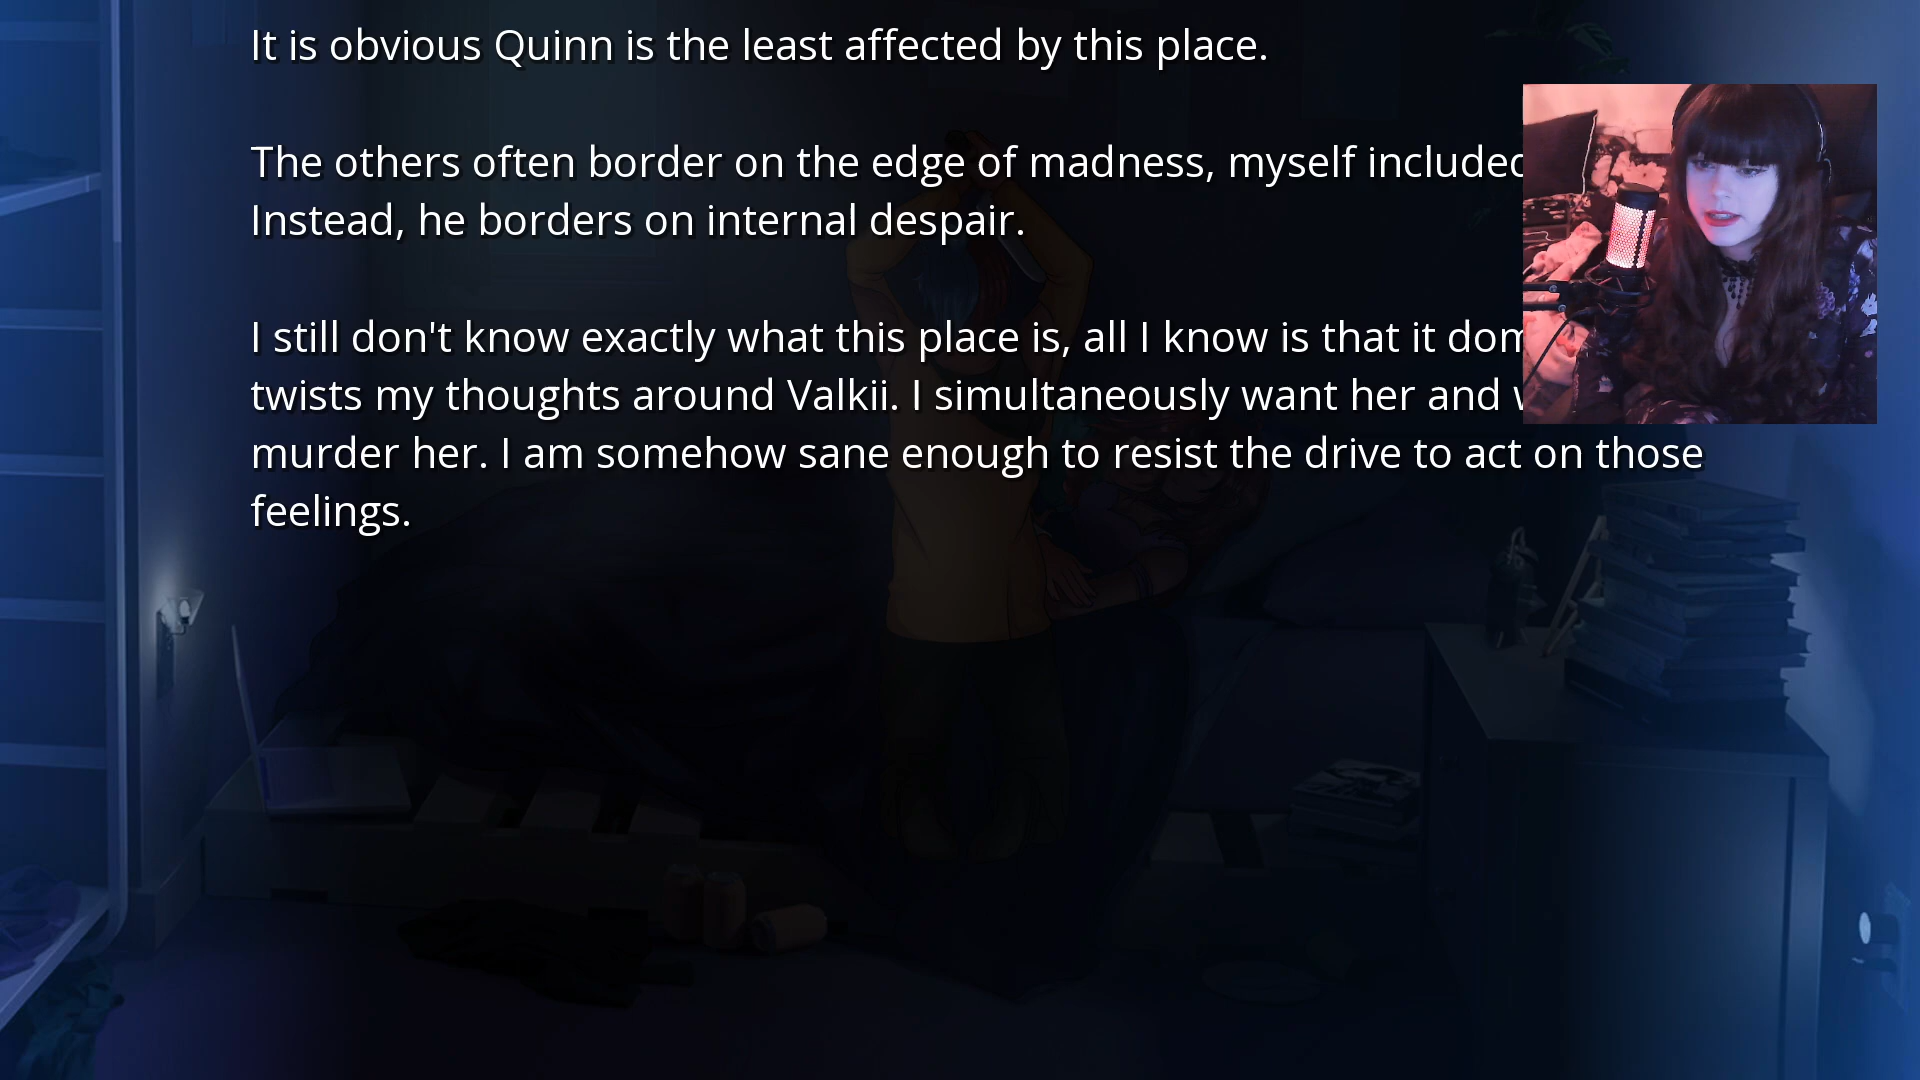 It is obvious Quinn is the least affected by this place.
The others often border on the edge of madness, myself included
Instead, he borders on internal despair.
I still don't know exactly what this place is, all I know is that it
twists my thoughts around Valkii. I simultaneously want her and
murder her. I am somehow sane enough to resist the drive to act on those
feelings.